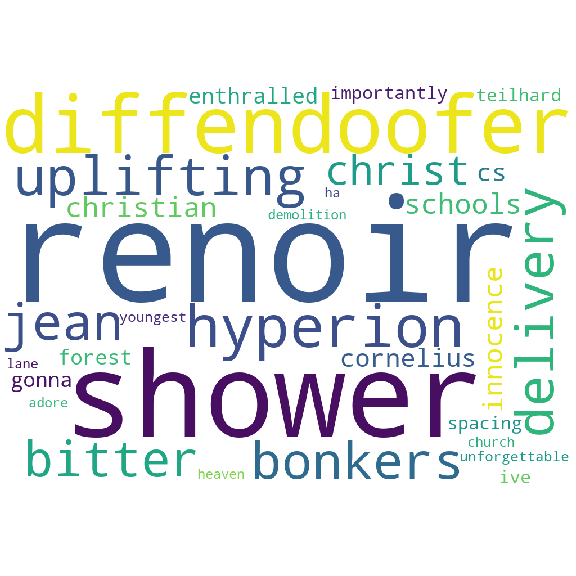 enthralled importantly teilhard
diffendoofer
uplifting christ cs
christian ha schools
demolition
renoir
delivery
innocence
jean youngest hyperion
lane forest cornelius
gonna
adore shower spacing
church
bitter bonkers unforgettable
heaven ive